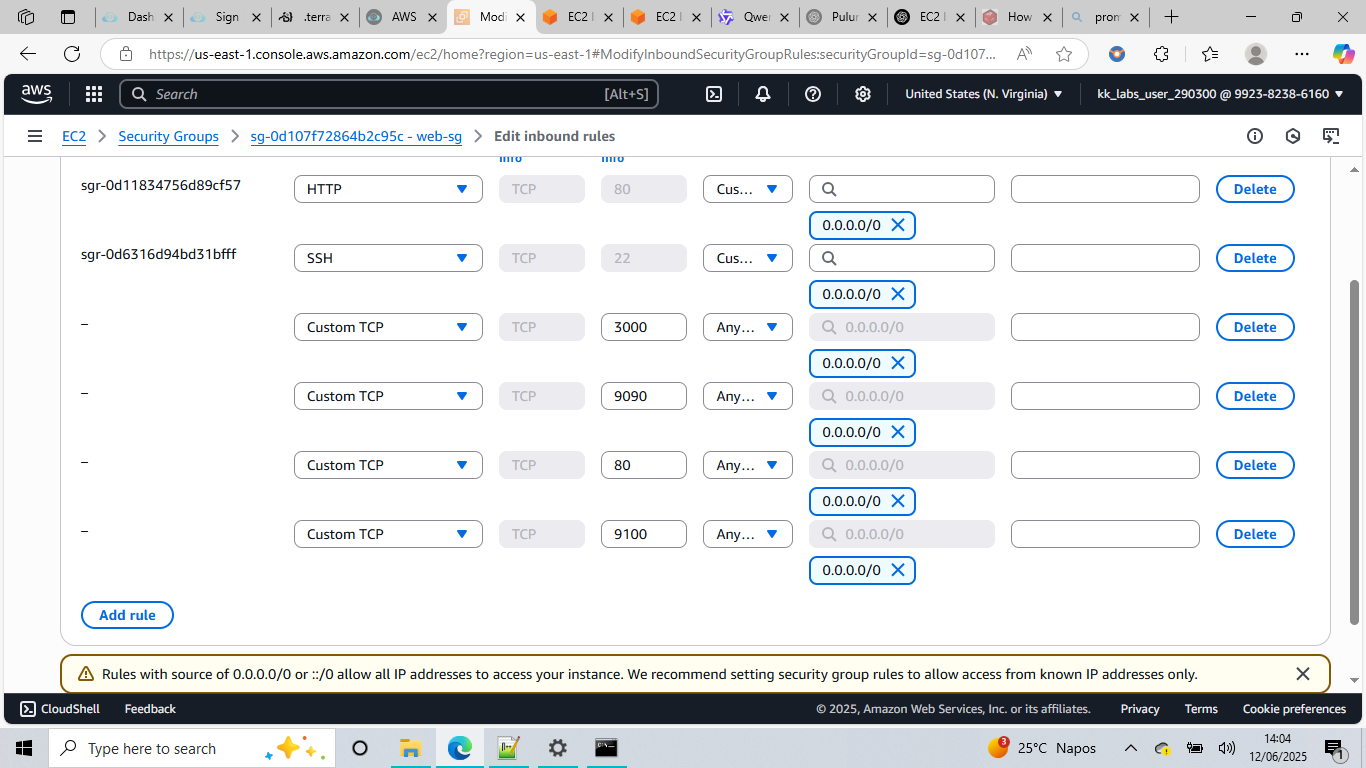 Dash
Sign
.terra
AWS
Modi
EC2
EC2
Qwen
Pulur
EC2
How
pron
https://us-east-1.console.aws.amazon.com/ec2/home?region=us-east-1#ModifyInboundSecurityGroupRules:securityGroupId=sg-0d107...
aws
Search
[Alt+S]
United States (N. Virginia)
kk_labs_user_290300 @ 9923-8238-6160
EC2 > Security Groups > sg-0d107f72864b2c95c - web-sg > Edit inbound rules
Info Info
sgr-0d11834756d89cf57 HTTP TCP 80 Cus... Delete
0.0.0.0/0
sgr-0d6316d94bd31bfff SSH TCP 22 Cus... Delete
0.0.0.0/0
– Custom TCP TCP 3000 Any... 0.0.0.0/0 Delete
0.0.0.0/0
– Custom TCP TCP 9090 Any... 0.0.0.0/0 Delete
0.0.0.0/0
– Custom TCP TCP 80 Any... 0.0.0.0/0 Delete
0.0.0.0/0
– Custom TCP TCP 9100 Any... 0.0.0.0/0 Delete
0.0.0.0/0
Add rule
Rules with source of 0.0.0.0/0 or ::/0 allow all IP addresses to access your instance. We recommend setting security group rules to allow access from known IP addresses only.
CloudShell Feedback © 2025, Amazon Web Services, Inc. or its affiliates. Privacy Terms Cookie preferences
Type here to search
3
25°C Napos
14:04
12/06/2025
1